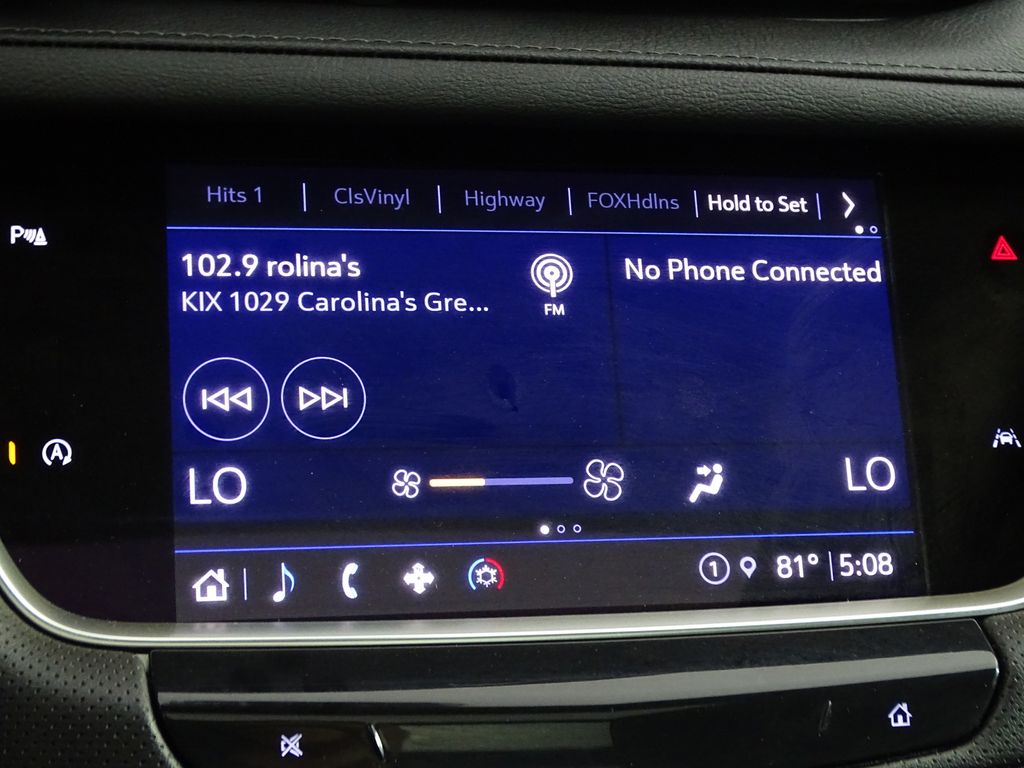 Hits 1
ClsVinyl
Highway
FOXHdlns
Hold to Set
102.9 rolina's
KIX 1029 Carolina's Gre...
FM
No Phone Connected
P
A
LO
LO
1
81°
5:08